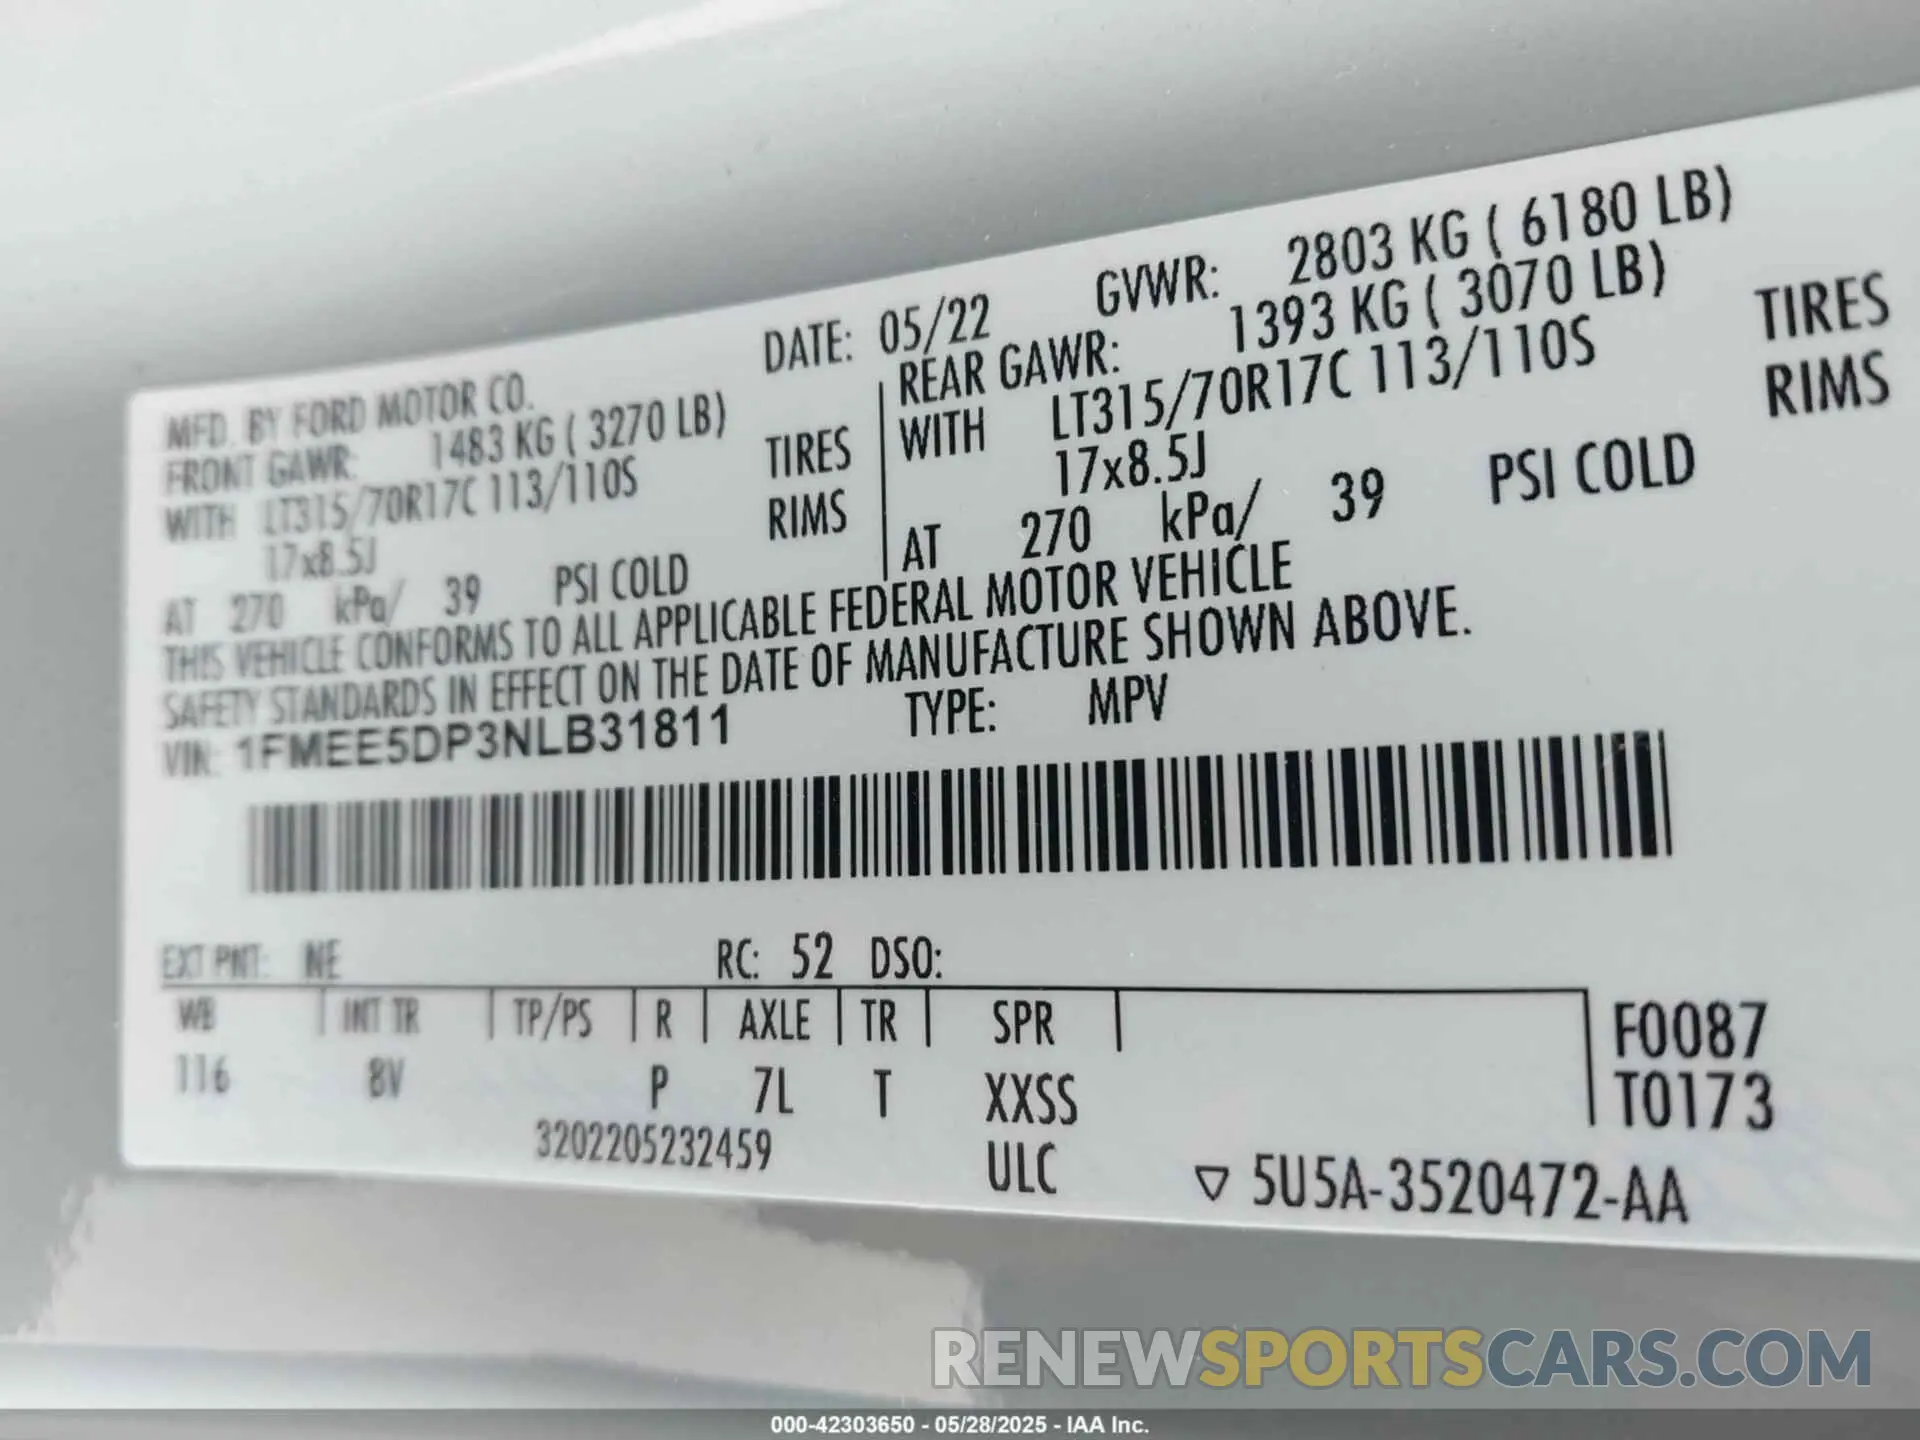 MFD. BY FORD MOTOR CO. DATE: 05/22 GVWR: 2803 KG ( 6180 LB)
FRONT GAWR: 1483 KG ( 3270 LB) REAR GAWR: 1393 KG ( 3070 LB)
WITH LT315/70R17C 113/110S TIRES WITH LT315/70R17C 113/110S TIRES
17x8.5J RIMS 17x8.5J RIMS
AT 270 kPa/ 39 PSI COLD AT 270 kPa/ 39 PSI COLD
THIS VEHICLE CONFORMS TO ALL APPLICABLE FEDERAL MOTOR VEHICLE
SAFETY STANDARDS IN EFFECT ON THE DATE OF MANUFACTURE SHOWN ABOVE.
VIN: 1FMEE5DP3NLB31811 TYPE: MPV
EXT PNT: NE RC: 52 DSO:
WB INT TR TP/PS R AXLE TR SPR F0087
116 8V P 7L T XXSS T0173
3202205232459 ULC ▽ 5U5A-3520472-AA
RENEWSPORTSCARS.COM
000-42303650 - 05/28/2025 - IAA Inc.